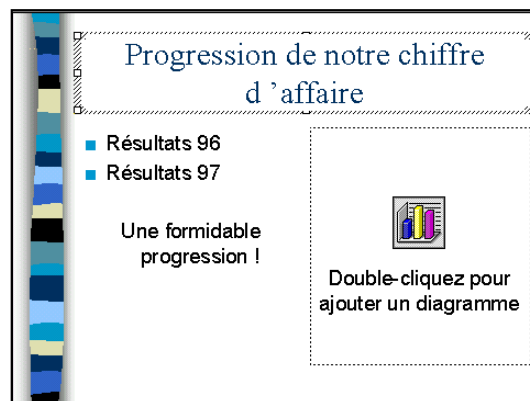 Progression de notre chiffre
d ’affaire
Résultats 96
Résultats 97
Une formidable
progression !
Double-cliquez pour
ajouter un diagramme